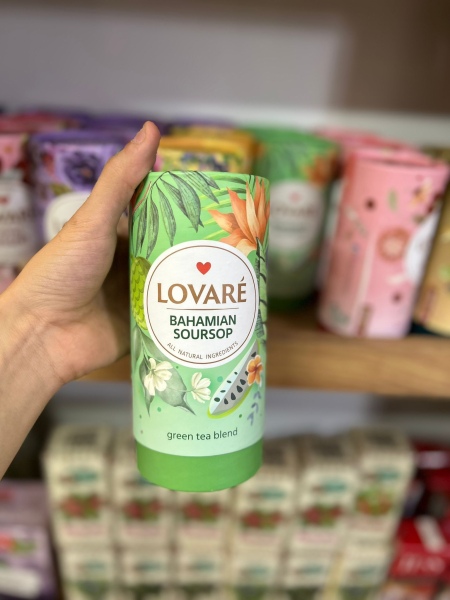 LOVARÉ
BAHAMIAN
SOURSOP
ALL NATURAL INGREDIENTS
green tea blend